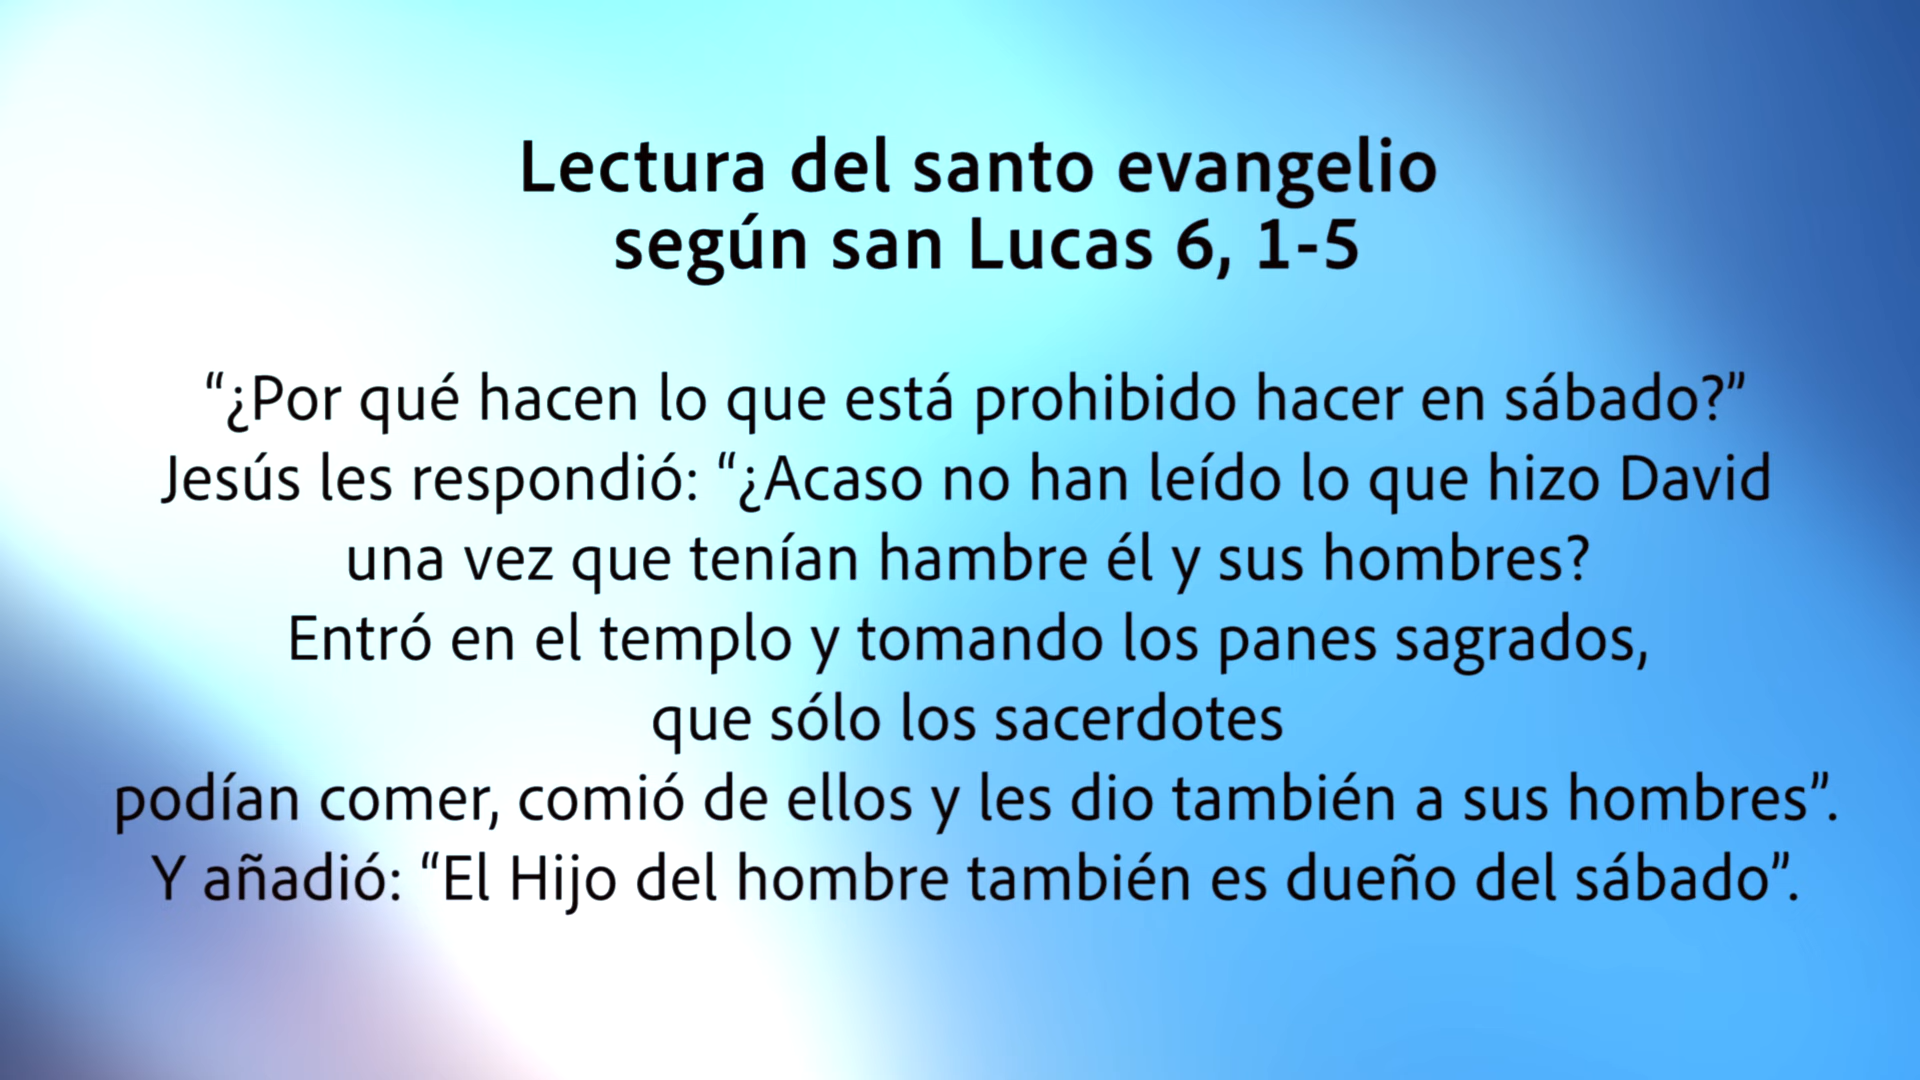 Lectura del santo evangelio
según san Lucas 6, 1-5
“¿Por qué hacen lo que está prohibido hacer en sábado?”
Jesús les respondió: “¿Acaso no han leído lo que hizo David
una vez que tenían hambre él y sus hombres?
Entró en el templo y tomando los panes sagrados,
que sólo los sacerdotes
podían comer, comió de ellos y les dio también a sus hombres”.
Y añadió: “El Hijo del hombre también es dueño del sábado”.